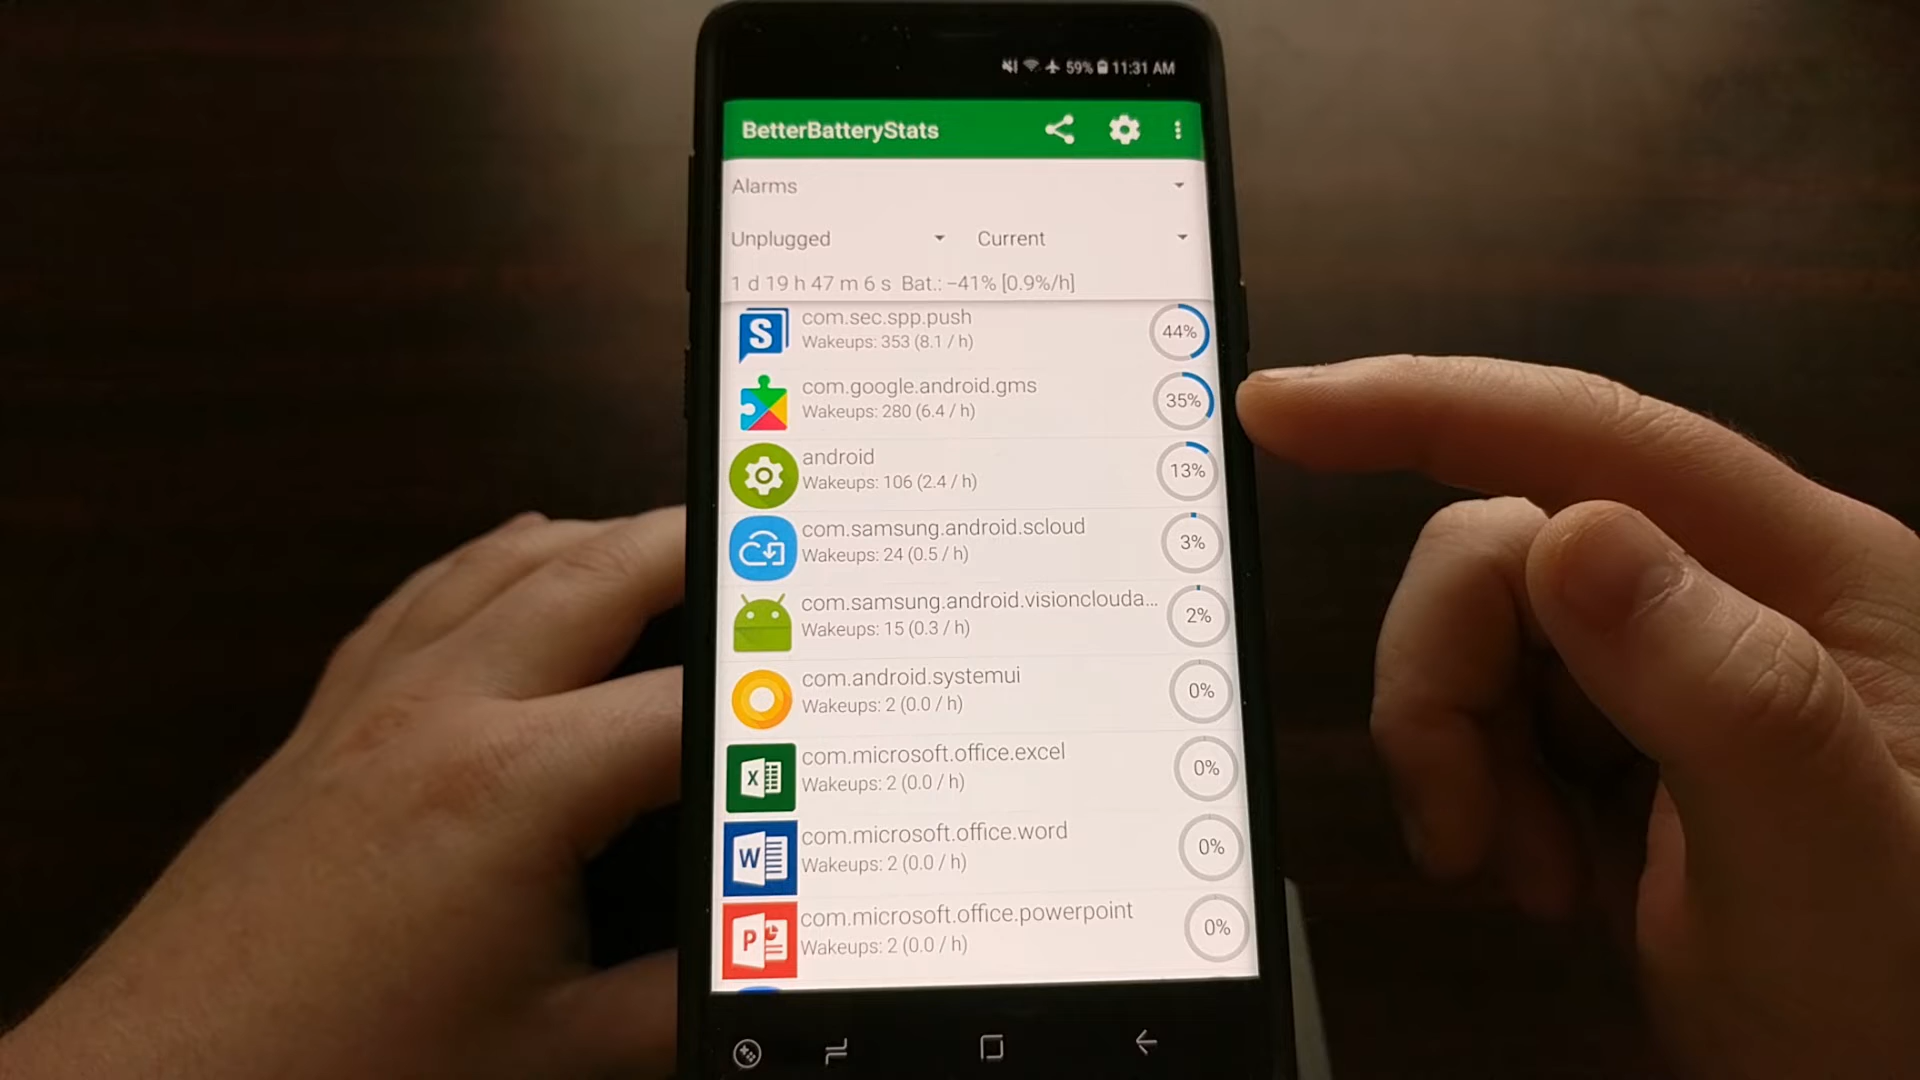 59% 11:31 AM
BetterBatteryStats
Alarms
Unplugged Current
1 d 19 h 47 m 6 s Bat.: –41% [0.9%/h]
S com.sec.spp.push
Wakeups: 353 (8.1 / h)
44%
com.google.android.gms
Wakeups: 280 (6.4 / h)
35%
android
Wakeups: 106 (2.4 / h)
13%
com.samsung.android.scloud
Wakeups: 24 (0.5 / h)
3%
com.samsung.android.visionclouda...
Wakeups: 15 (0.3 / h)
2%
com.android.systemui
Wakeups: 2 (0.0 / h)
0%
X com.microsoft.office.excel
Wakeups: 2 (0.0 / h)
0%
W com.microsoft.office.word
Wakeups: 2 (0.0 / h)
0%
P com.microsoft.office.powerpoint
Wakeups: 2 (0.0 / h)
0%